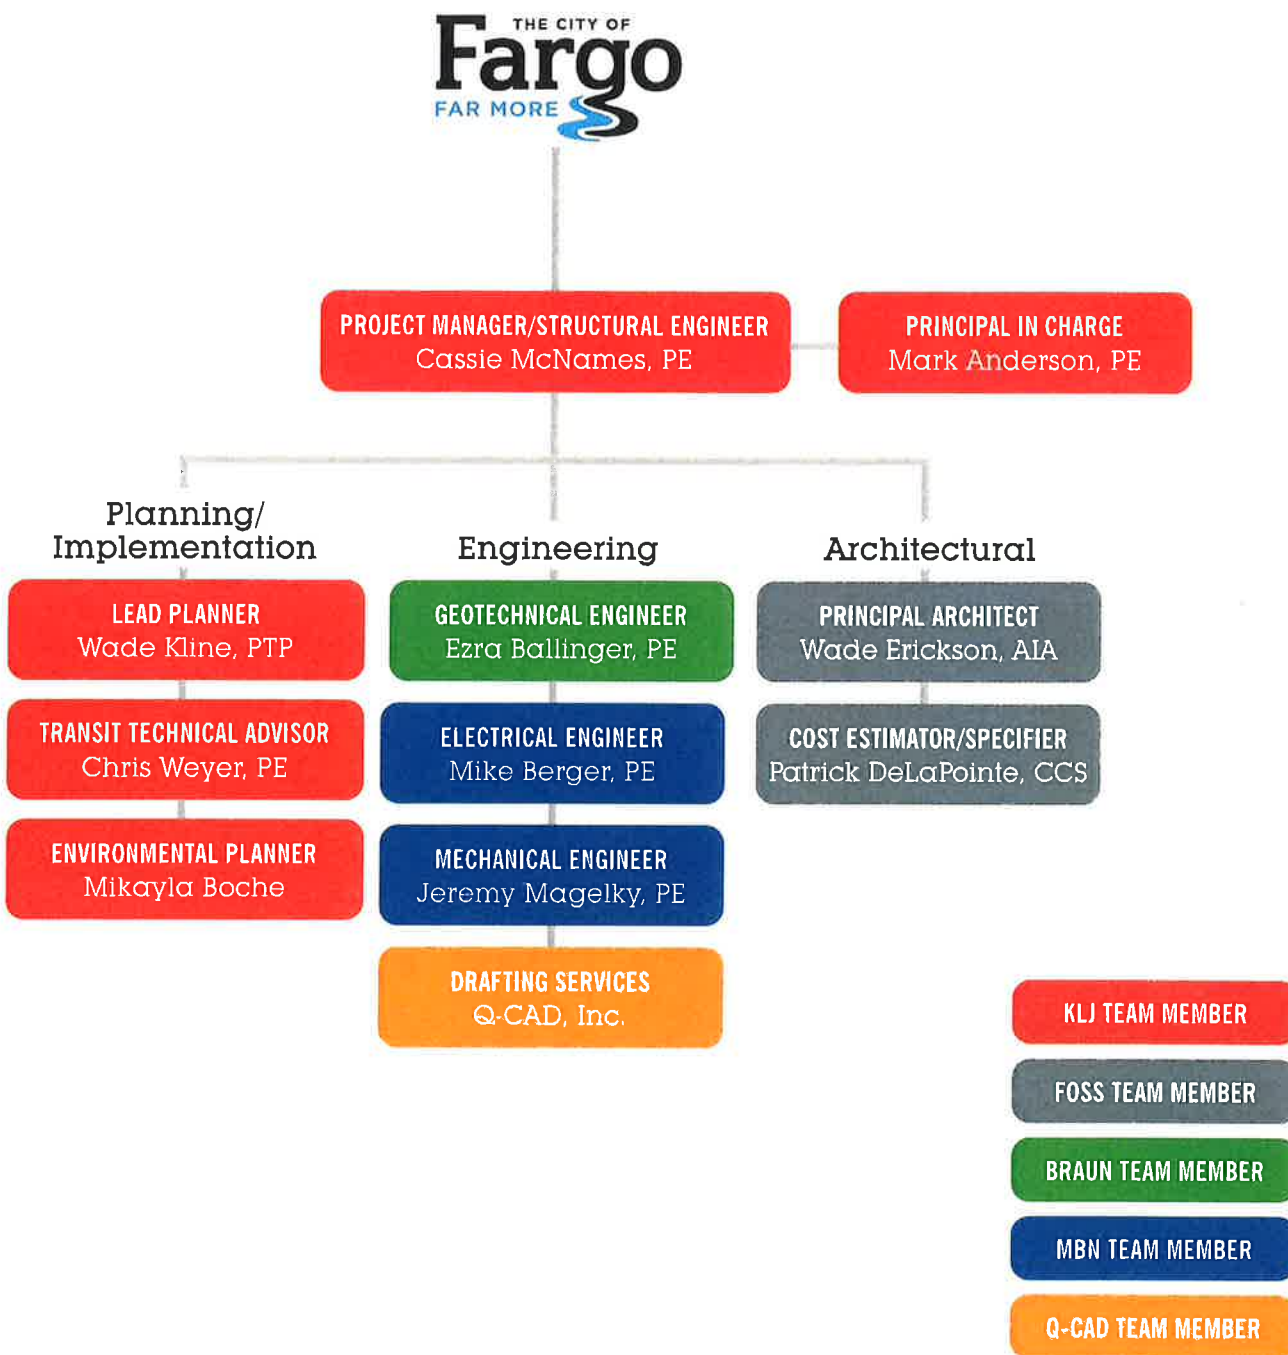 THE CITY OF
Fargo
FAR MORE
PROJECT MANAGER/STRUCTURAL ENGINEER
Cassie McNames, PE
PRINCIPAL IN CHARGE
Mark Anderson, PE
Planning/
Implementation
LEAD PLANNER
Wade Kline, PTP
TRANSIT TECHNICAL ADVISOR
Chris Weyer, PE
ENVIRONMENTAL PLANNER
Mikayla Boche
Engineering
GEOTECHNICAL ENGINEER
Ezra Ballinger, PE
ELECTRICAL ENGINEER
Mike Berger, PE
MECHANICAL ENGINEER
Jeremy Magelky, PE
DRAFTING SERVICES
Q-CAD, Inc.
Architectural
PRINCIPAL ARCHITECT
Wade Erickson, AIA
COST ESTIMATOR/SPECIFIER
Patrick DeLaPointe, CCS
KLJ TEAM MEMBER
FOSS TEAM MEMBER
BRAUN TEAM MEMBER
MBN TEAM MEMBER
Q-CAD TEAM MEMBER